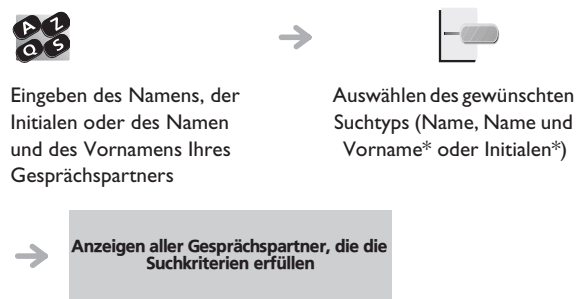 A Z
Q S
Eingeben des Namens, der
Initialen oder des Namen
und des Vornamens Ihres
Gesprächspartners
Auswählen des gewünschten
Suchtyps (Name, Name und
Vorname* oder Initialen*)
Anzeigen aller Gesprächspartner, die die
Suchkriterien erfüllen